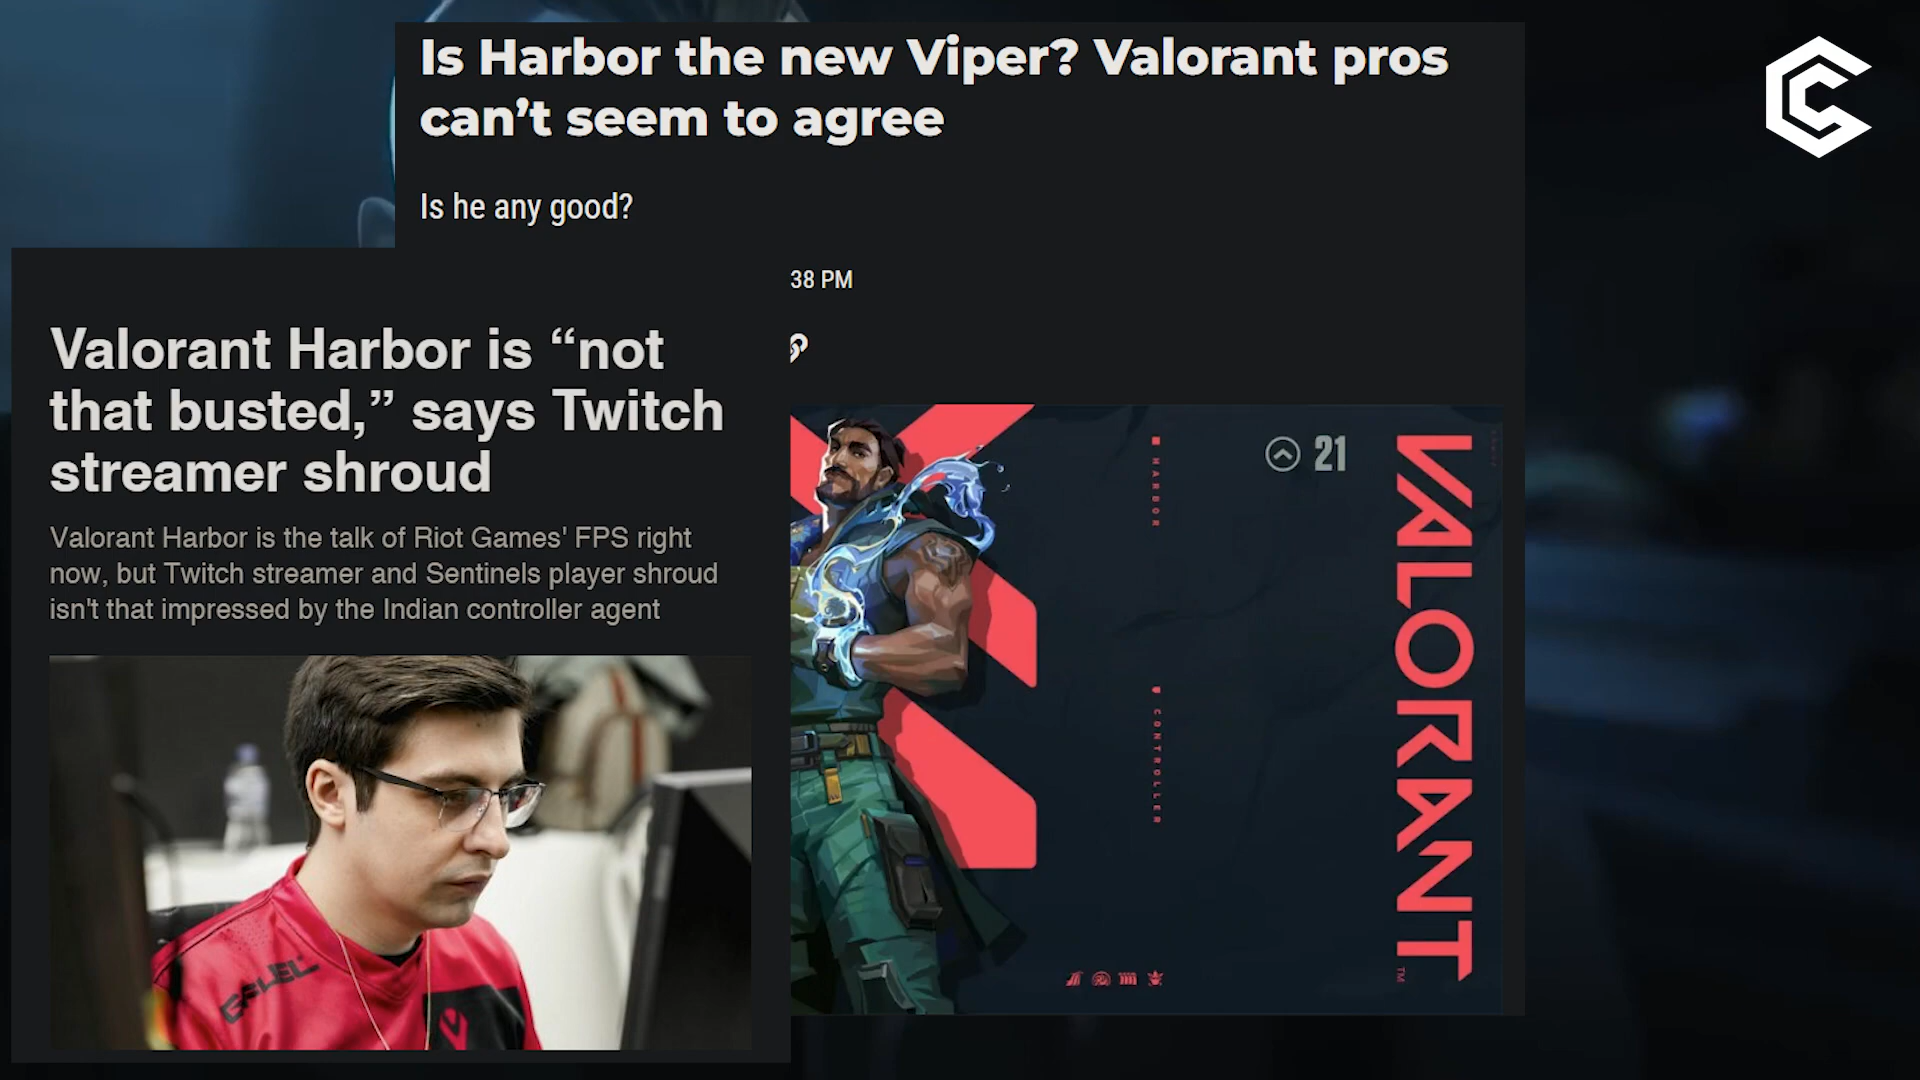 Is Harbor the new Viper? Valorant pros
can’t seem to agree
Is he any good?
38 PM
Valorant Harbor is “not
that busted,” says Twitch
streamer shroud
Valorant Harbor is the talk of Riot Games' FPS right
now, but Twitch streamer and Sentinels player shroud
isn't that impressed by the Indian controller agent
HARBOR
CONTROLLER
21
VALORANT
TM